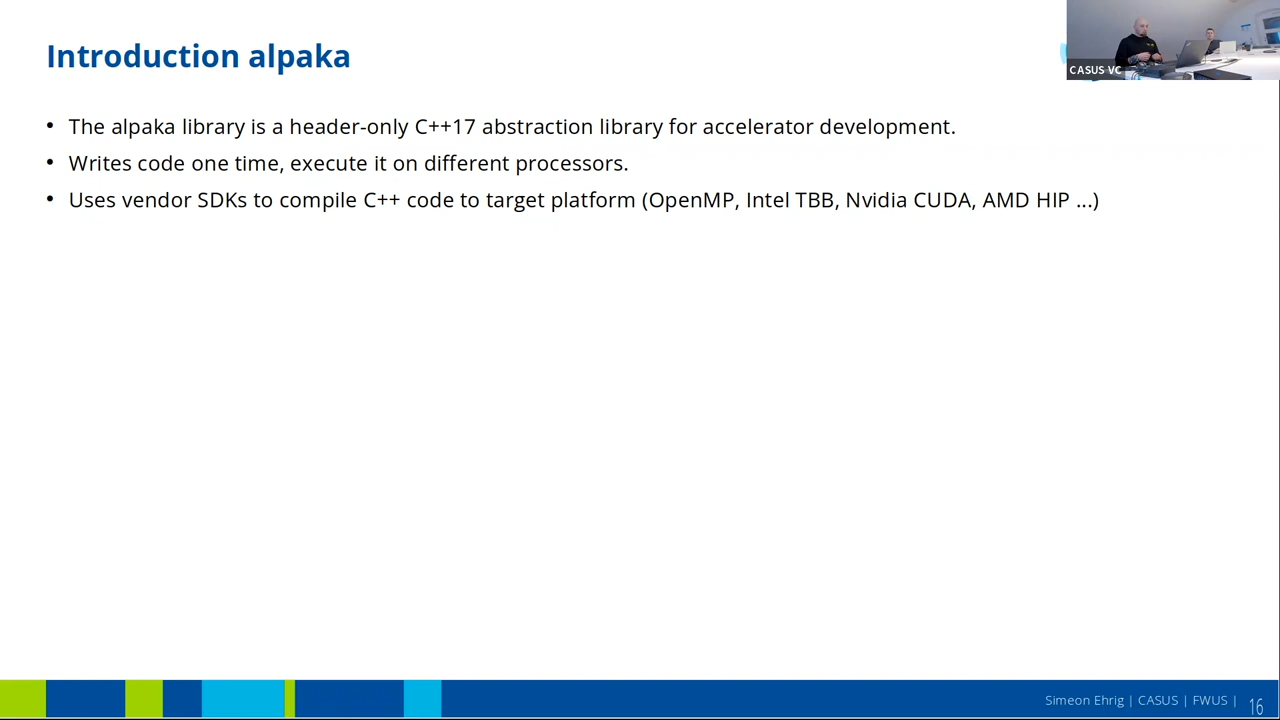 Introduction alpaka
CASUS VC
• The alpaka library is a header-only C++17 abstraction library for accelerator development.
• Writes code one time, execute it on different processors.
• Uses vendor SDKs to compile C++ code to target platform (OpenMP, Intel TBB, Nvidia CUDA, AMD HIP ...)
Simeon Ehrig | CASUS | FWUS | 16